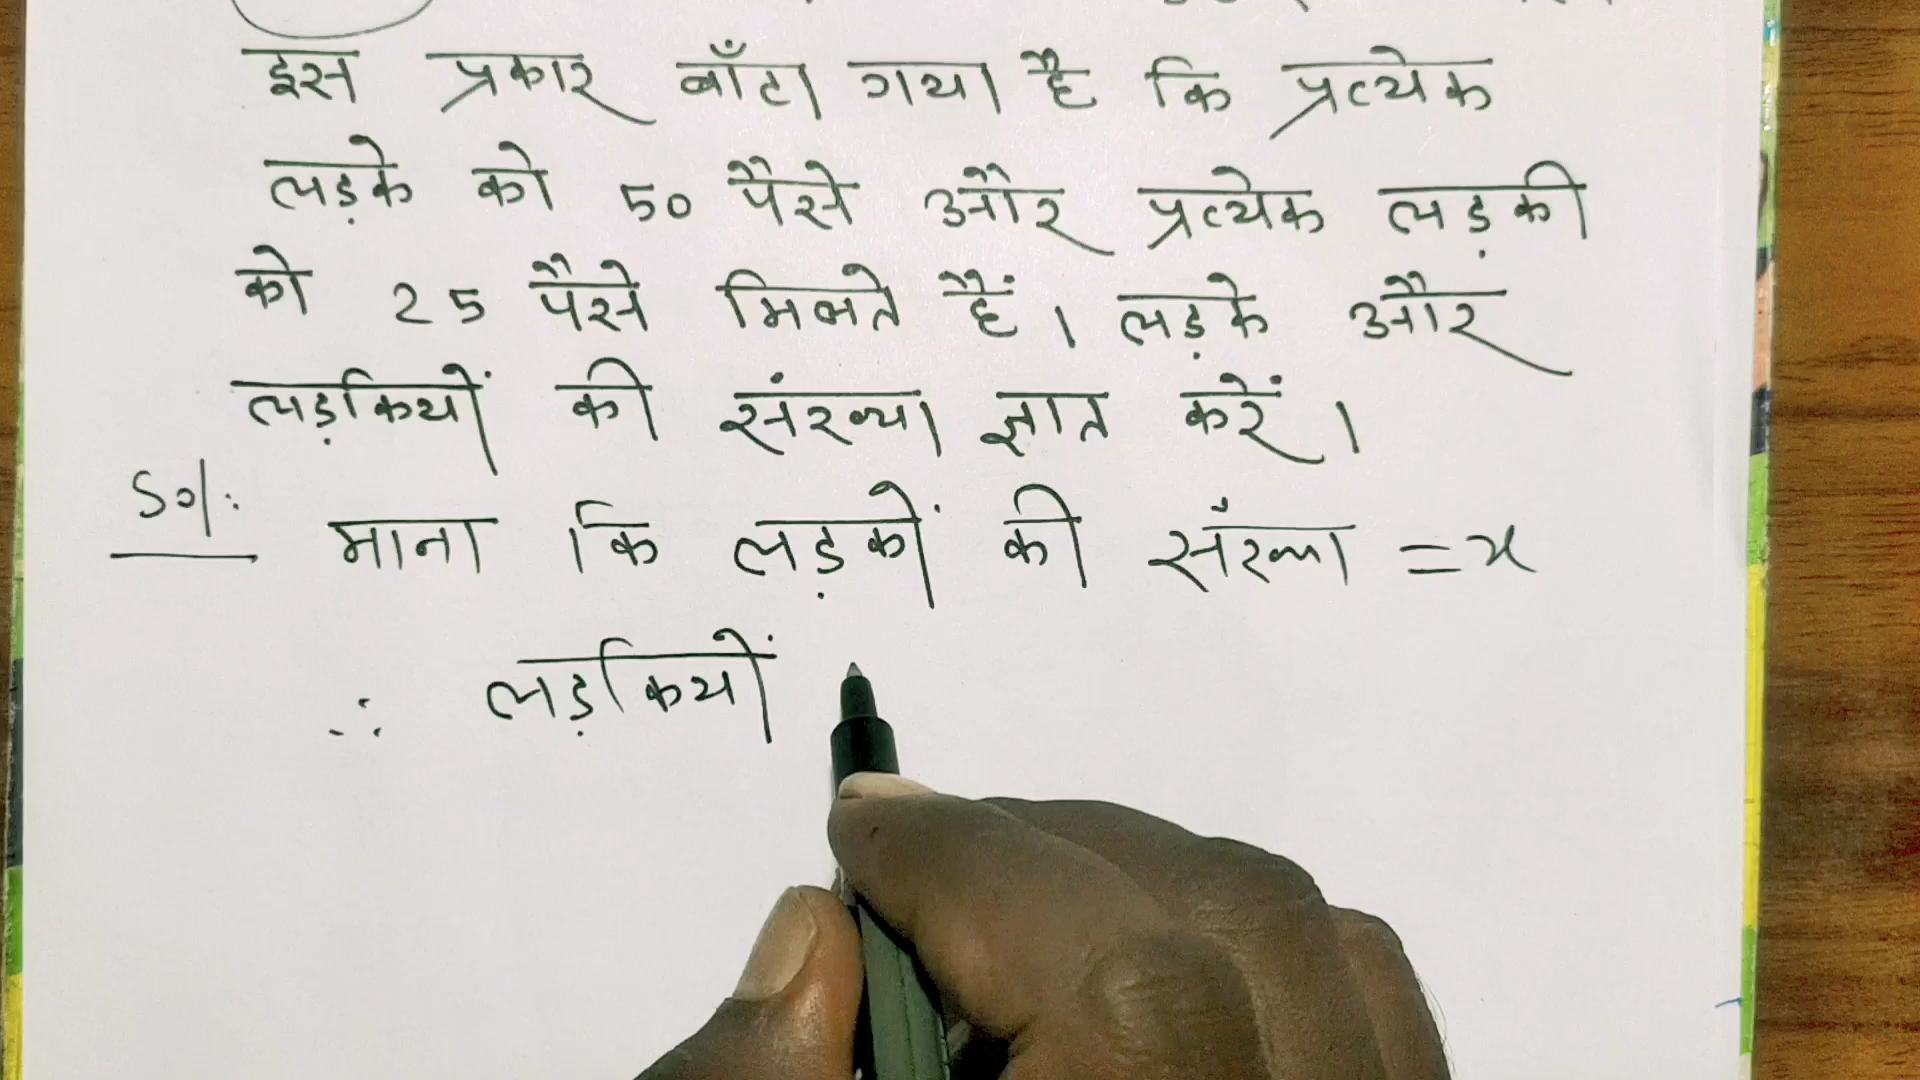 इस प्रकार बाँटा गया है कि प्रत्येक
लड़के को 50 पैसे और प्रत्येक लड़की
को 25 पैसे मिलते हैं। लड़के और
लड़कियों की संख्या ज्ञात करें।
Sol: माना कि लड़कों की संख्या = x
∴ लड़कियों